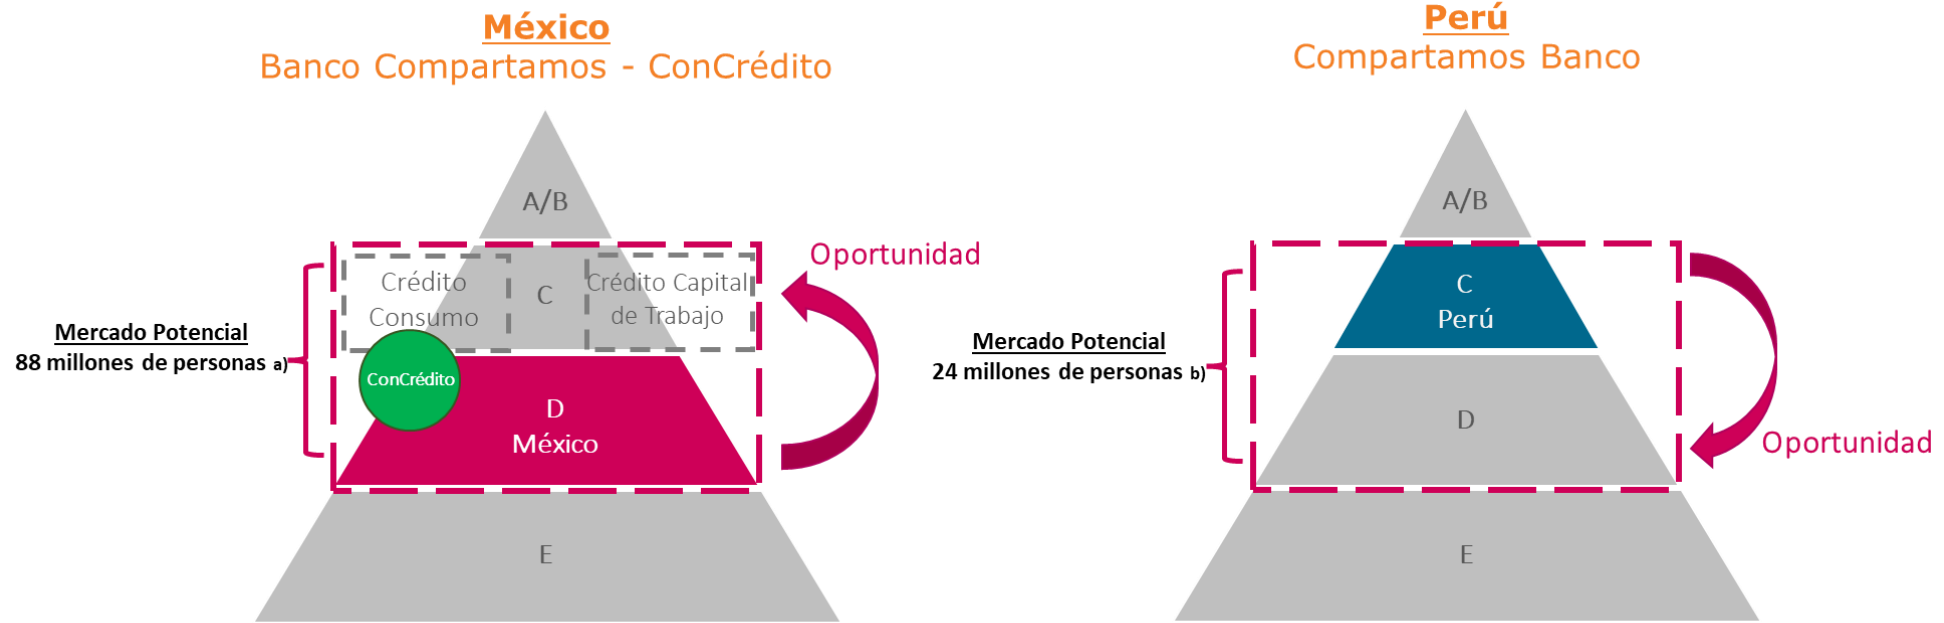 México
Banco Compartamos - ConCrédito
A/B
Oportunidad
Crédito
Consumo
C
Crédito Capital
de Trabajo
Mercado Potencial
88 millones de personas a)
ConCrédito
D
México
E
Perú
Compartamos Banco
A/B
C
Perú
Mercado Potencial
24 millones de personas b)
D
Oportunidad
E